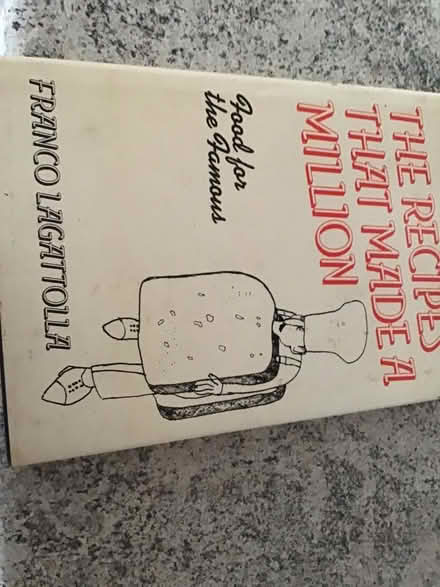 THE RECIPES
THAT MADE A
MILLION
Food for
the Famous
FRANCO LAGATTOLLA